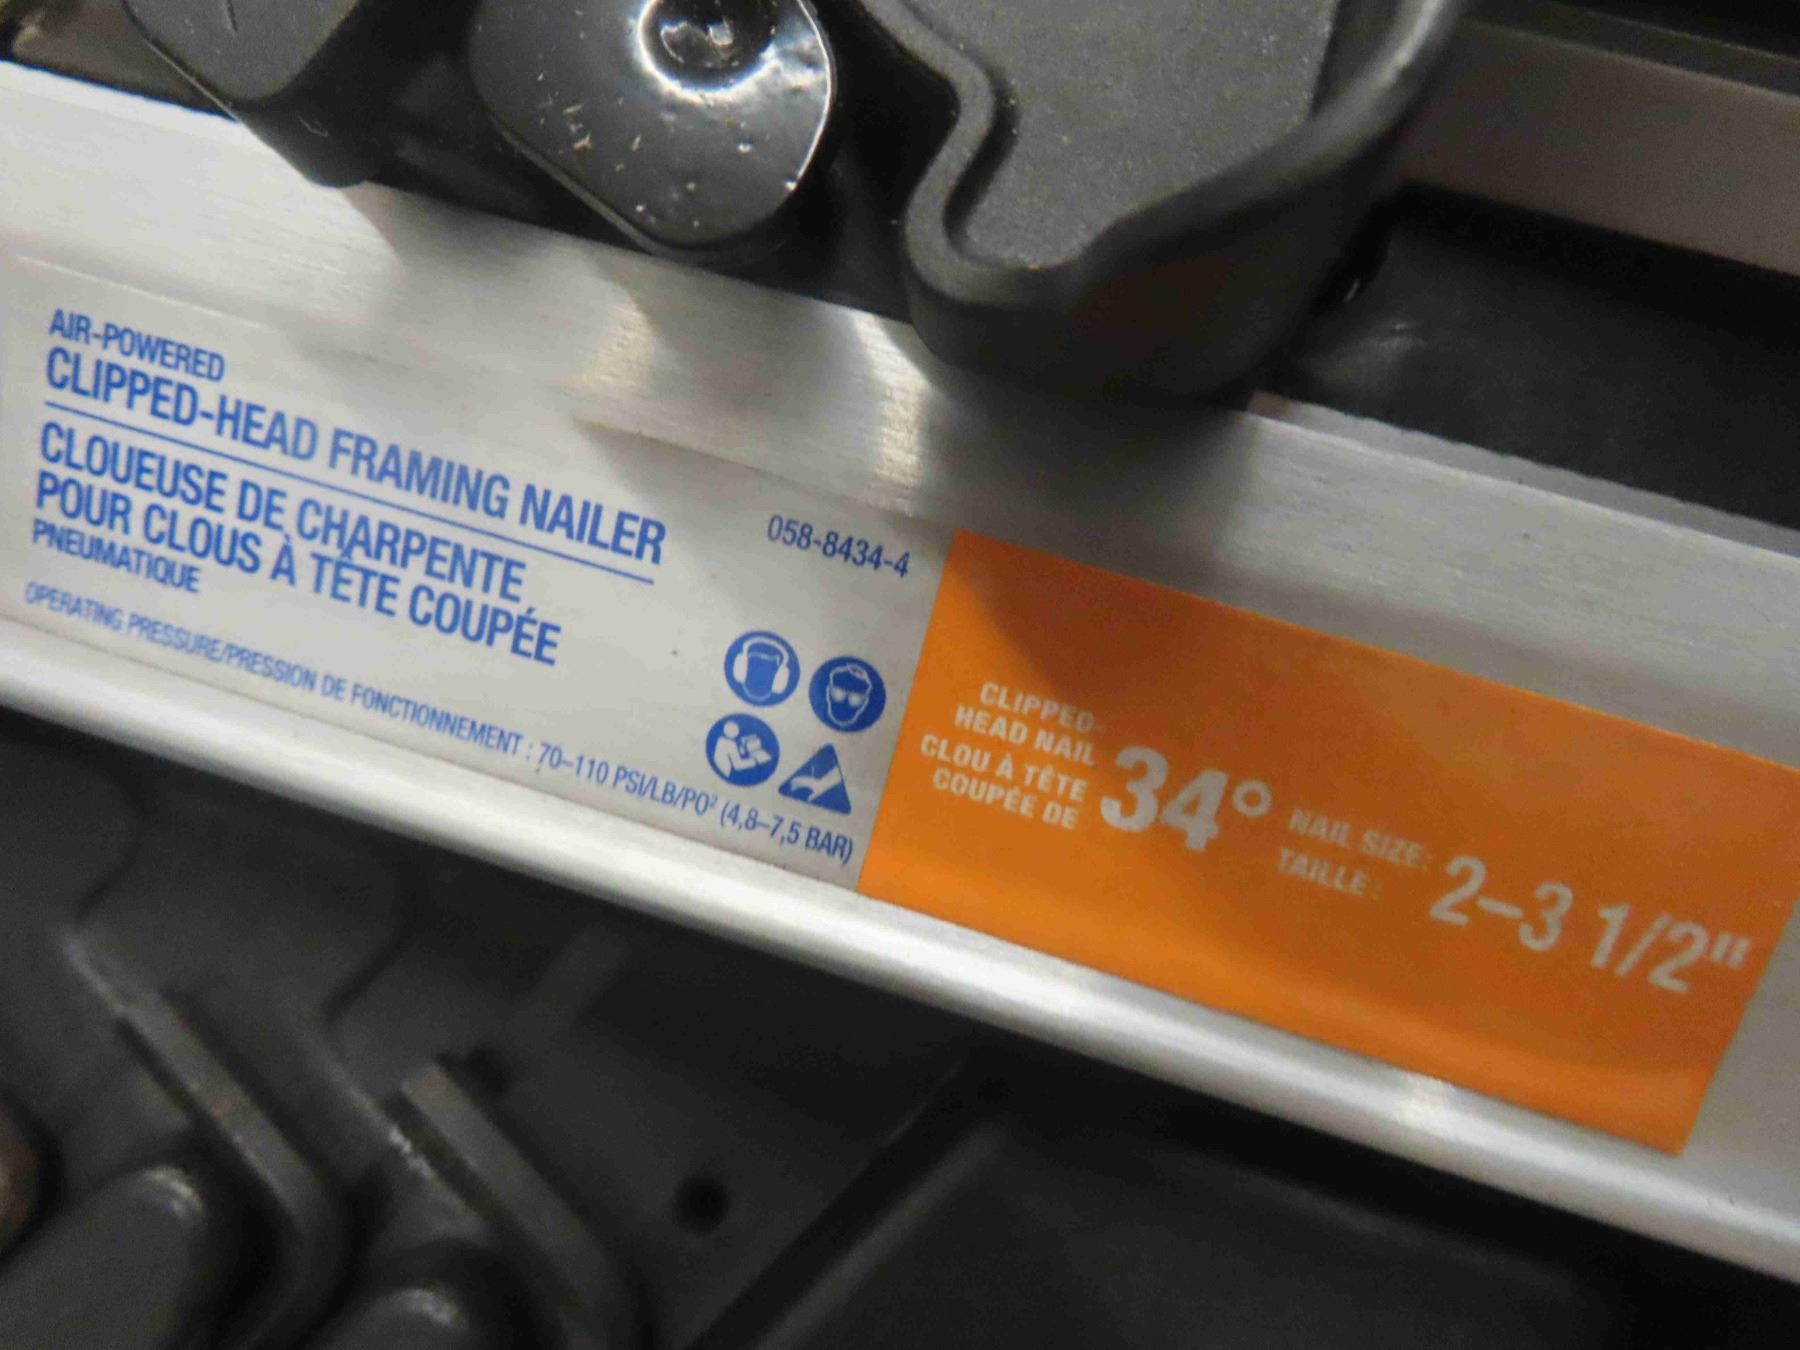 AIR-POWERED
CLIPPED-HEAD FRAMING NAILER
CLOUEUSE DE CHARPENTE
POUR CLOUS À TÊTE COUPÉE
PNEUMATIQUE
OPERATING PRESSURE/PRESSION DE FONCTIONNEMENT : 70–110 PSI/LB/PO² (4,8–7,5 BAR)
058-8434-4
CLIPPED-
HEAD NAIL
CLOU À TÊTE
COUPÉE DE
34°
NAIL SIZE:
TAILLE:
2–3 1/2"